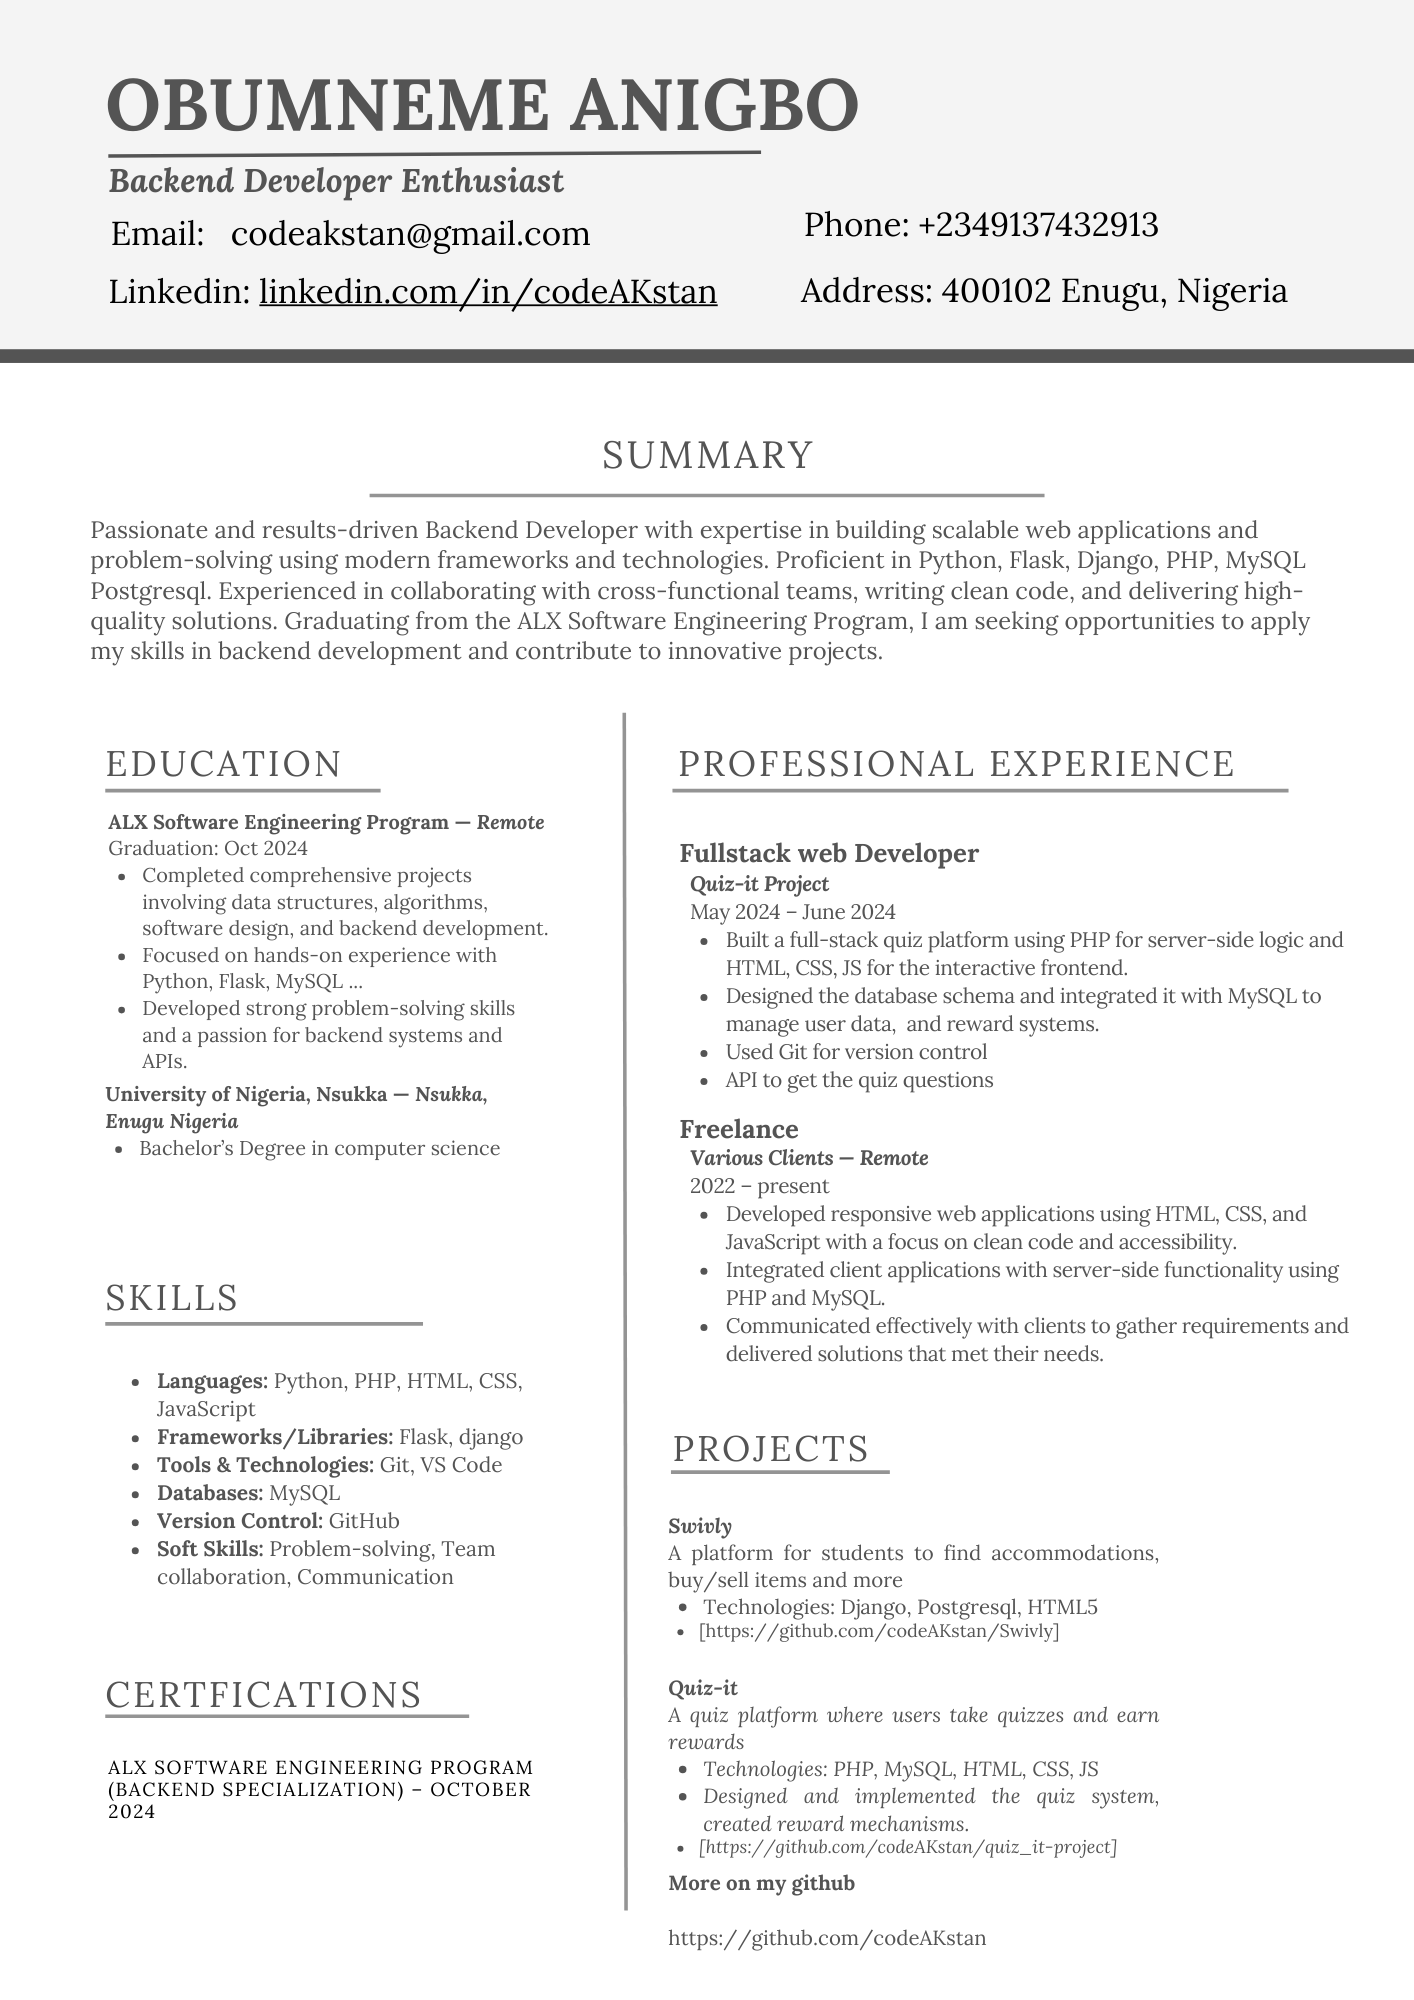 OBUMNEME ANIGBO
Backend Developer Enthusiast
Email: codeakstan@gmail.com
Phone: +2349137432913
Linkedin: linkedin.com/in/codeAKstan
Address: 400102 Enugu, Nigeria
SUMMARY
Passionate and results-driven Backend Developer with expertise in building scalable web applications and
problem-solving using modern frameworks and technologies. Proficient in Python, Flask, Django, PHP, MySQL
Postgresql. Experienced in collaborating with cross-functional teams, writing clean code, and delivering high-
quality solutions. Graduating from the ALX Software Engineering Program, I am seeking opportunities to apply
my skills in backend development and contribute to innovative projects.
EDUCATION
ALX Software Engineering Program — Remote
Graduation: Oct 2024
• Completed comprehensive projects
involving data structures, algorithms,
software design, and backend development.
• Focused on hands-on experience with
Python, Flask, MySQL ...
• Developed strong problem-solving skills
and a passion for backend systems and
APIs.
University of Nigeria, Nsukka — Nsukka,
Enugu Nigeria
• Bachelor’s Degree in computer science
SKILLS
• Languages: Python, PHP, HTML, CSS,
JavaScript
• Frameworks/Libraries: Flask, django
• Tools & Technologies: Git, VS Code
• Databases: MySQL
• Version Control: GitHub
• Soft Skills: Problem-solving, Team
collaboration, Communication
CERTFICATIONS
ALX SOFTWARE ENGINEERING PROGRAM
(BACKEND SPECIALIZATION) – OCTOBER
2024
PROFESSIONAL EXPERIENCE
Fullstack web Developer
Quiz-it Project
May 2024 – June 2024
• Built a full-stack quiz platform using PHP for server-side logic and
HTML, CSS, JS for the interactive frontend.
• Designed the database schema and integrated it with MySQL to
manage user data, and reward systems.
• Used Git for version control
• API to get the quiz questions
Freelance
Various Clients — Remote
2022 – present
• Developed responsive web applications using HTML, CSS, and
JavaScript with a focus on clean code and accessibility.
• Integrated client applications with server-side functionality using
PHP and MySQL.
• Communicated effectively with clients to gather requirements and
delivered solutions that met their needs.
PROJECTS
Swivly
A platform for students to find accommodations,
buy/sell items and more
• Technologies: Django, Postgresql, HTML5
• [https://github.com/codeAKstan/Swivly]
Quiz-it
A quiz platform where users take quizzes and earn
rewards
• Technologies: PHP, MySQL, HTML, CSS, JS
• Designed and implemented the quiz system,
created reward mechanisms.
• [https://github.com/codeAKstan/quiz_it-project]
More on my github
https://github.com/codeAKstan